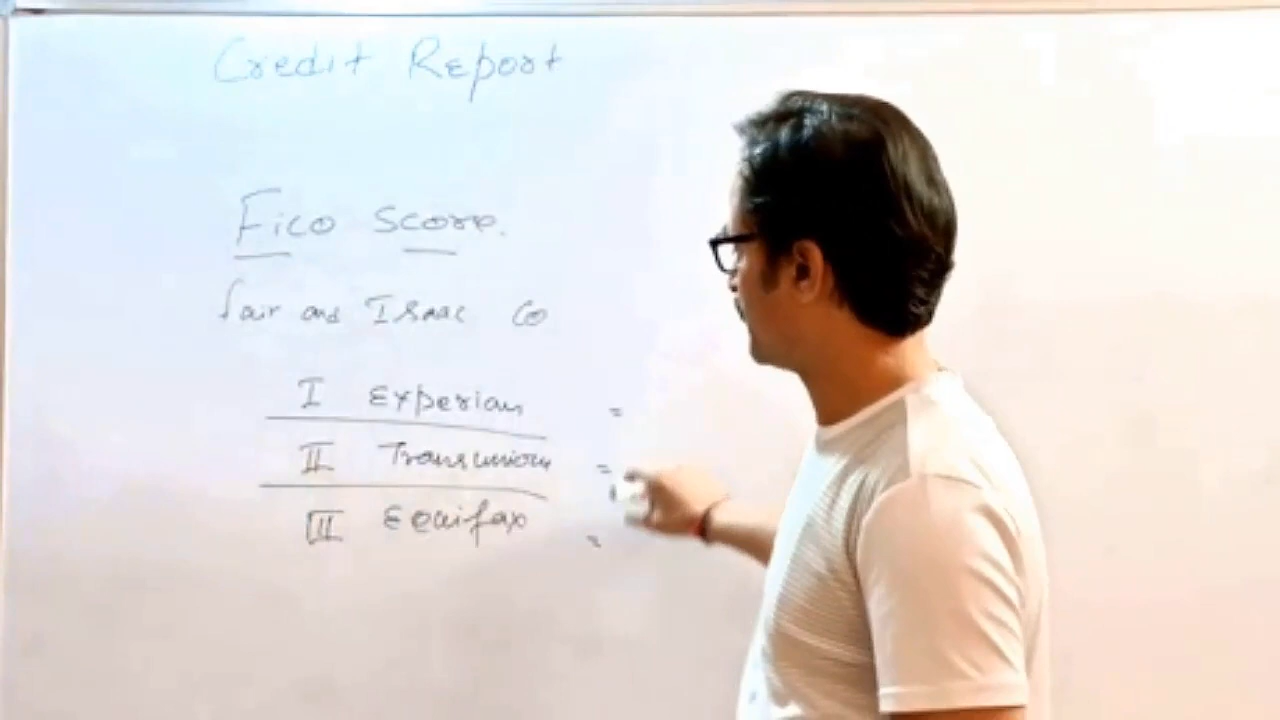 Credit Report
Fico Score.
fair and Isaac Co
I Experian =
II Transunion =
III Equifax =